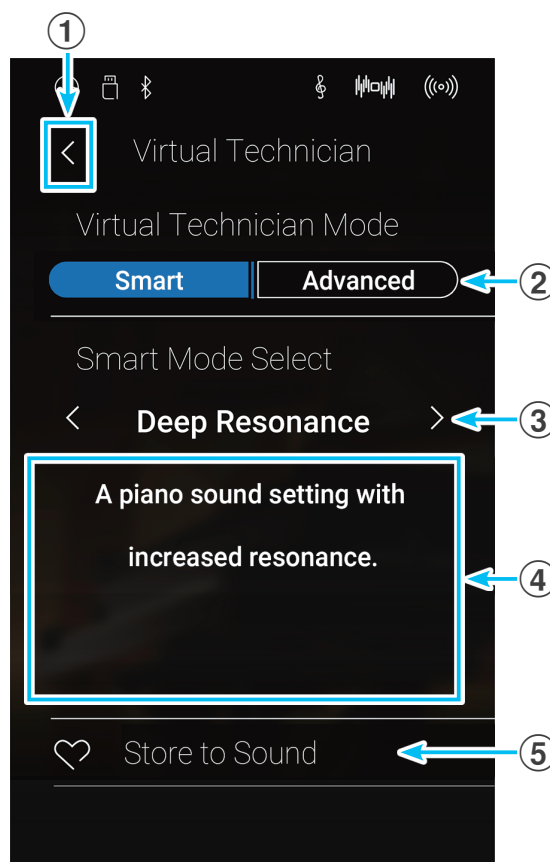 ①
Virtual Technician
Virtual Technician Mode
Smart
Advanced
②
Smart Mode Select
Deep Resonance
③
A piano sound setting with
increased resonance.
④
Store to Sound
⑤